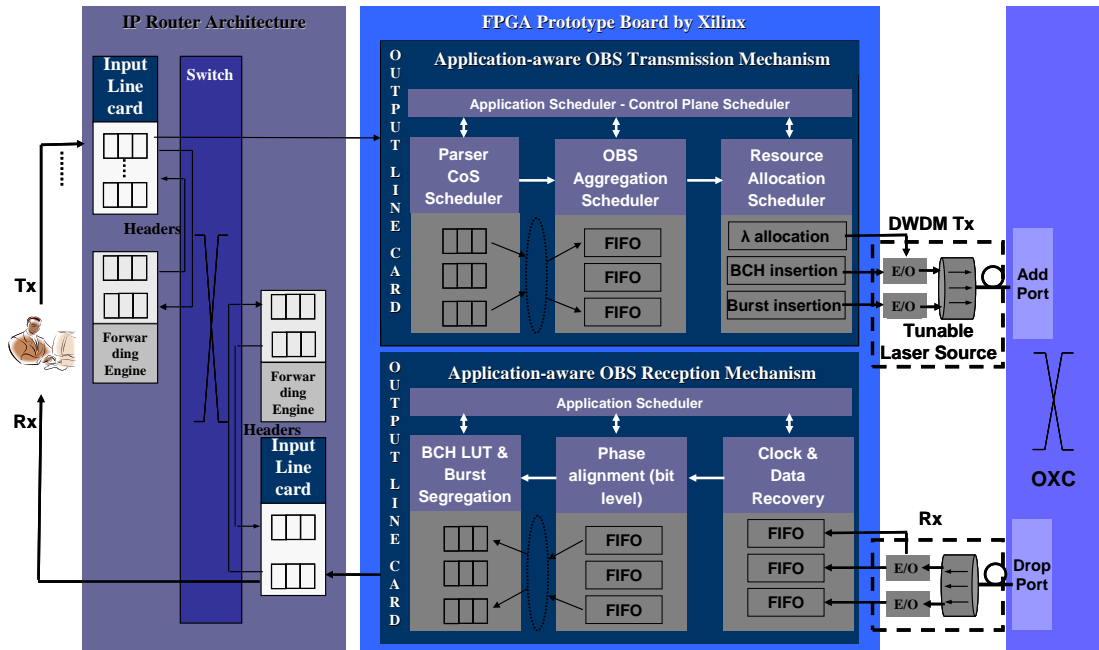 IP Router Architecture
FPGA Prototype Board by Xilinx
Input
Line
card
Switch
Headers
Tx
Forwar
ding Engine
Forwar
ding Engine
Headers
Rx
Input
Line
card
OUTPUT LINE CARD
Application-aware OBS Transmission Mechanism
Application Scheduler - Control Plane Scheduler
Parser
CoS
Scheduler
OBS
Aggregation
Scheduler
Resource
Allocation
Scheduler
FIFO
FIFO
FIFO
λ allocation
BCH insertion
Burst insertion
DWDM Tx
E/O
E/O
Tunable
Laser Source
Add
Port
OUTPUT LINE CARD
Application-aware OBS Reception Mechanism
Application Scheduler
BCH LUT &
Burst
Segregation
Phase
alignment (bit
level)
Clock &
Data
Recovery
FIFO
FIFO
FIFO
FIFO
FIFO
FIFO
OXC
Rx
E/O
E/O
Drop
Port